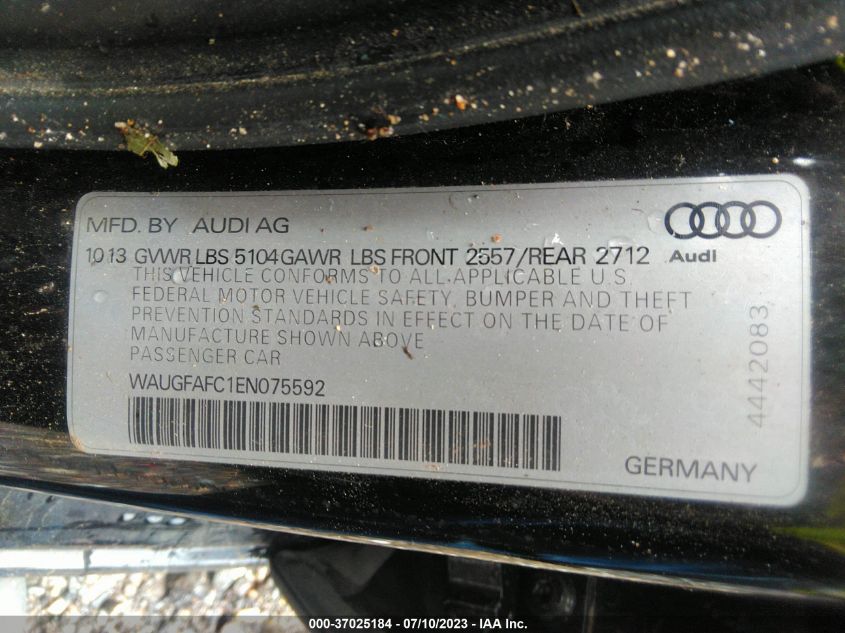 MFD. BY AUDI AG
10 13 GVWR LBS 5104 GAWR LBS FRONT 2557/REAR 2712
Audi
THIS VEHICLE CONFORMS TO ALL APPLICABLE U.S.
FEDERAL MOTOR VEHICLE SAFETY, BUMPER AND THEFT
PREVENTION STANDARDS IN EFFECT ON THE DATE OF
MANUFACTURE SHOWN ABOVE
PASSENGER CAR
WAUGFAFC1EN075592
4442083
GERMANY
000-37025184 - 07/10/2023 - IAA Inc.